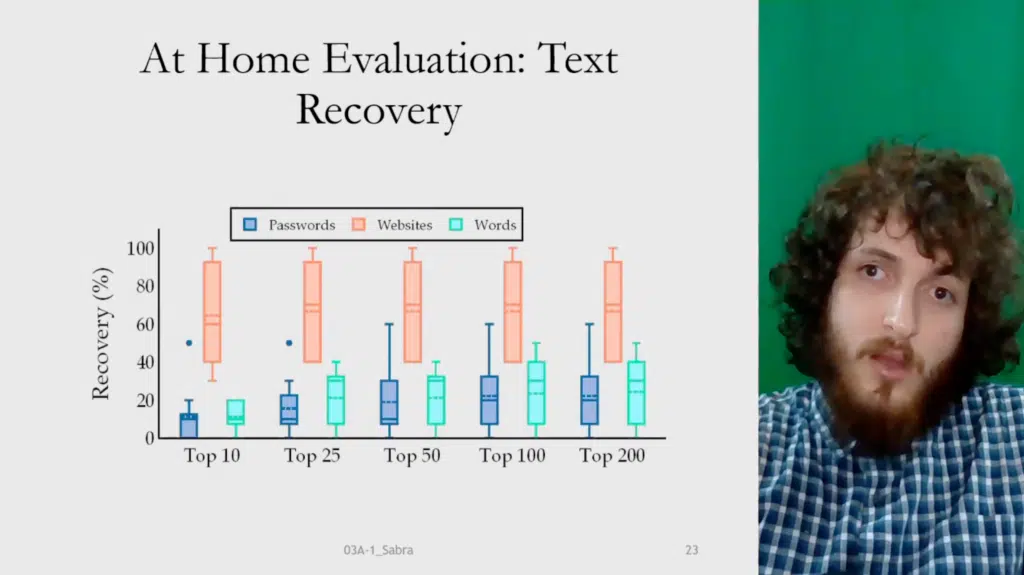 At Home Evaluation: Text
Recovery
Passwords Websites Words
Recovery (%)
100
80
60
40
20
0
Top 10 Top 25 Top 50 Top 100 Top 200
03A-1_Sabra 23